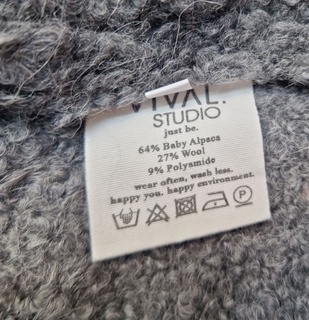 VIVAL.
STUDIO
just be.
64% Baby Alpaca
27% Wool
9% Polyamide
wear often, wash less.
happy you. happy environment.
P